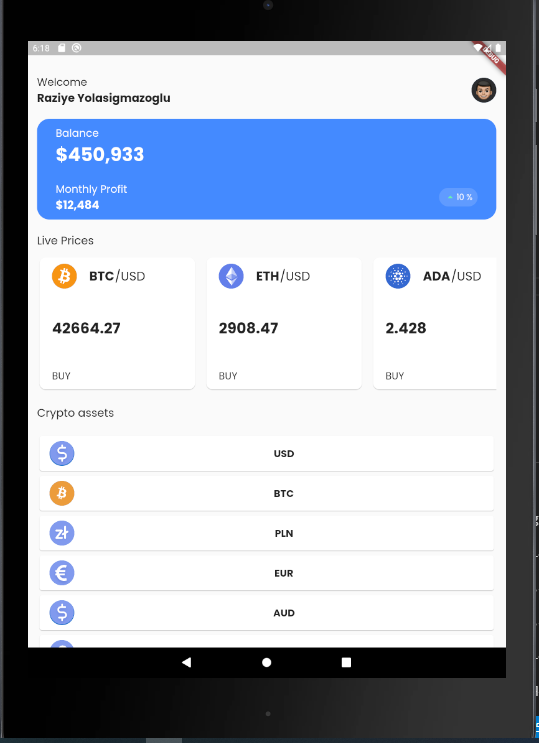 6:18
DEBUG
Welcome
Raziye Yolasigmazoglu
Balance
$450,933
Monthly Profit
$12,484
10 %
Live Prices
BTC/USD
ETH/USD
ADA/USD
42664.27
2908.47
2.428
BUY
BUY
BUY
Crypto assets
$ USD
BTC
zł PLN
€ EUR
$ AUD